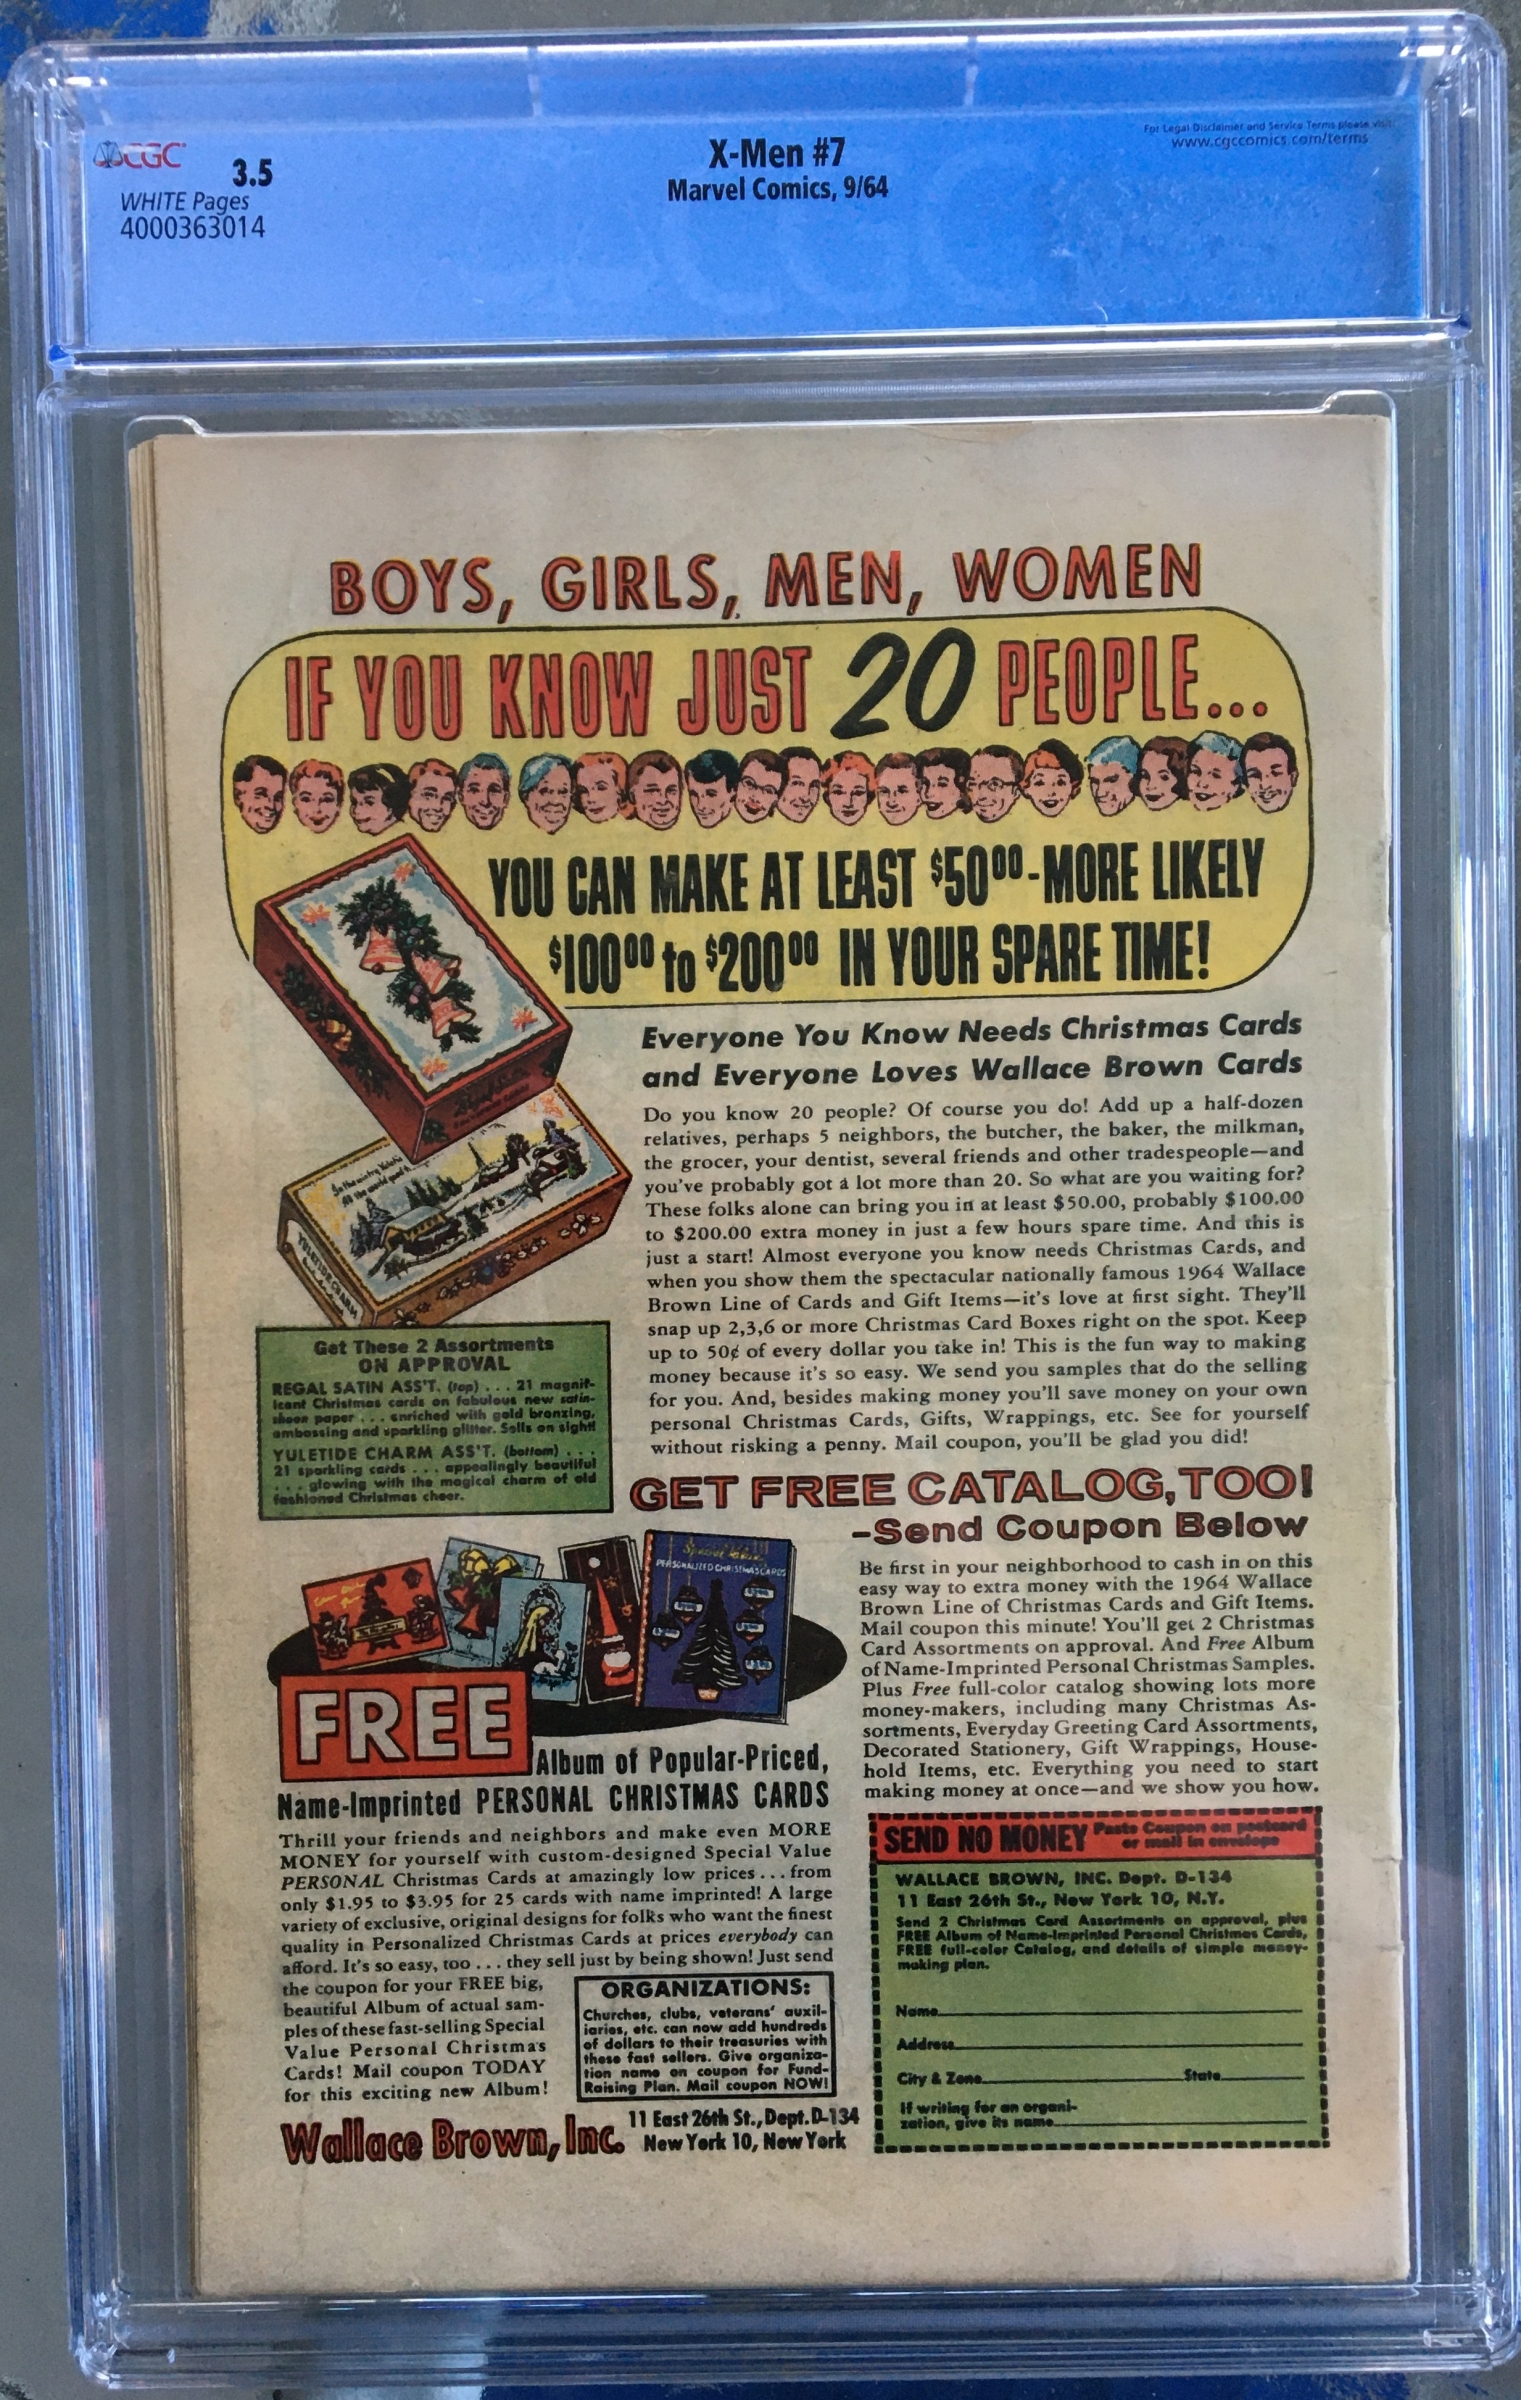 CGC
3.5
WHITE Pages
4000363014
X-Men #7
Marvel Comics, 9/64
For Legal Disclaimer and Service Terms please visit:
www.cgccomics.com/terms
BOYS, GIRLS, MEN, WOMEN
IF YOU KNOW JUST 20 PEOPLE...
YOU CAN MAKE AT LEAST $50.00-MORE LIKELY
$100.00 to $200.00 IN YOUR SPARE TIME!
Everyone You Know Needs Christmas Cards
and Everyone Loves Wallace Brown Cards
Do you know 20 people? Of course you do! Add up a half-dozen
relatives, perhaps 5 neighbors, the butcher, the baker, the milkman,
the grocer, your dentist, several friends and other tradespeople—and
you've probably got a lot more than 20. So what are you waiting for?
These folks alone can bring you in at least $50.00, probably $100.00
to $200.00 extra money in just a few hours spare time. And this is
just a start! Almost everyone you know needs Christmas Cards, and
when you show them the spectacular nationally famous 1964 Wallace
Brown Line of Cards and Gift Items—it's love at first sight. They'll
snap up 2,3,6 or more Christmas Card Boxes right on the spot. Keep
up to 50¢ of every dollar you take in! This is the fun way to making
money because it's so easy. We send you samples that do the selling
for you. And, besides making money you'll save money on your own
personal Christmas Cards, Gifts, Wrappings, etc. See for yourself
without risking a penny. Mail coupon, you'll be glad you did!
YULETIDE CHARM
Get These 2 Assortments
ON APPROVAL
REGAL SATIN ASS'T. (top) . . . 21 magnif-
icent Christmas cards on fabulous new satin-
sheen paper . . . enriched with gold bronzing,
embossing and sparkling glitter. Sells on sight!
YULETIDE CHARM ASS'T. (bottom) . . .
21 sparkling cards . . . appealingly beautiful
. . . glowing with the magical charm of old
fashioned Christmas cheer.
GET FREE CATALOG, TOO!
-Send Coupon Below
Be first in your neighborhood to cash in on this
easy way to extra money with the 1964 Wallace
Brown Line of Christmas Cards and Gift Items.
Mail coupon this minute! You'll get 2 Christmas
Card Assortments on approval. And Free Album
of Name-Imprinted Personal Christmas Samples.
Plus Free full-color catalog showing lots more
money-makers, including many Christmas As-
sortments, Everyday Greeting Card Assortments,
Decorated Stationery, Gift Wrappings, House-
hold Items, etc. Everything you need to start
making money at once—and we show you how.
Special Value
PERSONALIZED CHRISTMAS CARDS
FREE
Album of Popular-Priced,
Name-Imprinted PERSONAL CHRISTMAS CARDS
Thrill your friends and neighbors and make even MORE
MONEY for yourself with custom-designed Special Value
PERSONAL Christmas Cards at amazingly low prices . . . from
only $1.95 to $3.95 for 25 cards with name imprinted! A large
variety of exclusive, original designs for folks who want the finest
quality in Personalized Christmas Cards at prices everybody can
afford. It's so easy, too . . . they sell just by being shown! Just send
the coupon for your FREE big,
beautiful Album of actual sam-
ples of these fast-selling Special
Value Personal Christmas
Cards! Mail coupon TODAY
for this exciting new Album!
ORGANIZATIONS:
Churches, clubs, veterans' auxil-
iaries, etc. can now add hundreds
of dollars to their treasuries with
these fast sellers. Give organiza-
tion name on coupon for Fund-
Raising Plan. Mail coupon NOW!
Wallace Brown, Inc.
11 East 26th St., Dept. D-134
New York 10, New York
SEND NO MONEY
Paste Coupon on postcard
or mail in envelope
WALLACE BROWN, INC. Dept. D-134
11 East 26th St., New York 10, N.Y.
Send 2 Christmas Card Assortments on approval, plus
FREE Album of Name-Imprinted Personal Christmas Cards,
FREE full-color Catalog, and details of simple money-
making plan.
Name
Address
City & Zone State
If writing for an organi-
zation, give its name